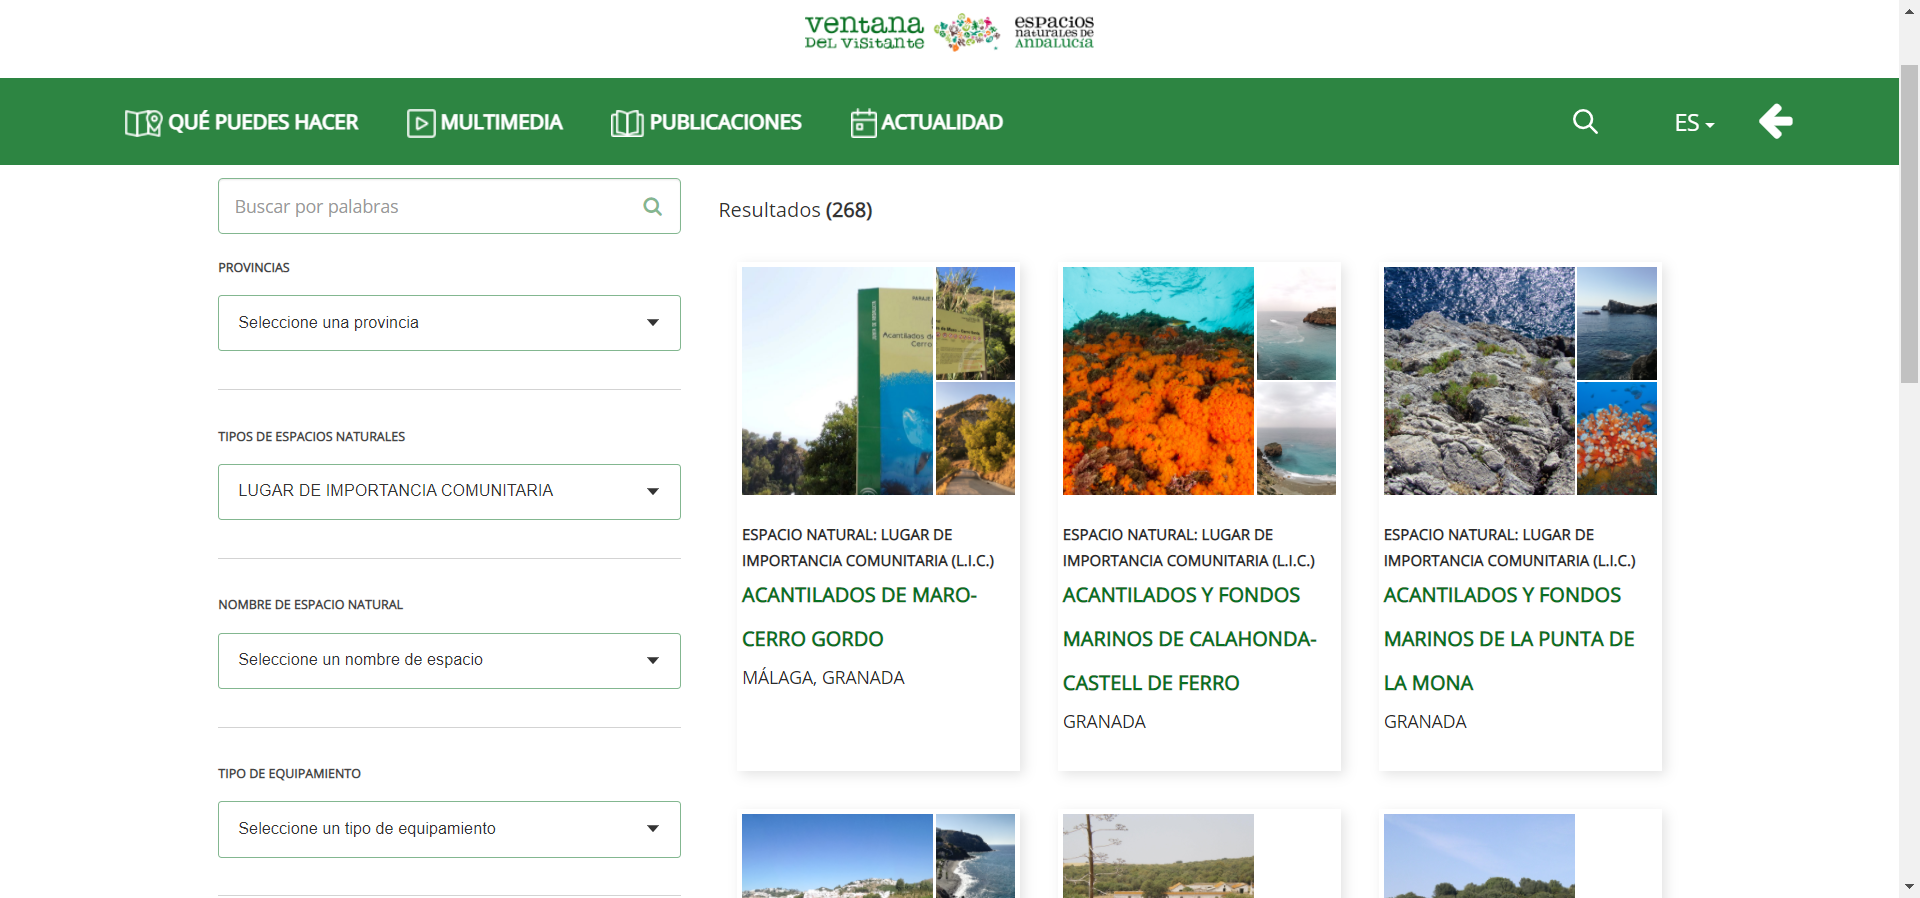 ventana
DEL VISITANTE
espacios
naturales de
ANDALUCÍA
QUÉ PUEDES HACER
MULTIMEDIA
PUBLICACIONES
ACTUALIDAD
ES
Buscar por palabras
Resultados (268)
PROVINCIAS
Seleccione una provincia
TIPOS DE ESPACIOS NATURALES
LUGAR DE IMPORTANCIA COMUNITARIA
NOMBRE DE ESPACIO NATURAL
Seleccione un nombre de espacio
TIPO DE EQUIPAMIENTO
Seleccione un tipo de equipamiento
Acantilados de
Cerro
ESPACIO NATURAL: LUGAR DE
IMPORTANCIA COMUNITARIA (L.I.C.)
ACANTILADOS DE MARO-
CERRO GORDO
MÁLAGA, GRANADA
ESPACIO NATURAL: LUGAR DE
IMPORTANCIA COMUNITARIA (L.I.C.)
ACANTILADOS Y FONDOS
MARINOS DE CALAHONDA-
CASTELL DE FERRO
GRANADA
ESPACIO NATURAL: LUGAR DE
IMPORTANCIA COMUNITARIA (L.I.C.)
ACANTILADOS Y FONDOS
MARINOS DE LA PUNTA DE
LA MONA
GRANADA